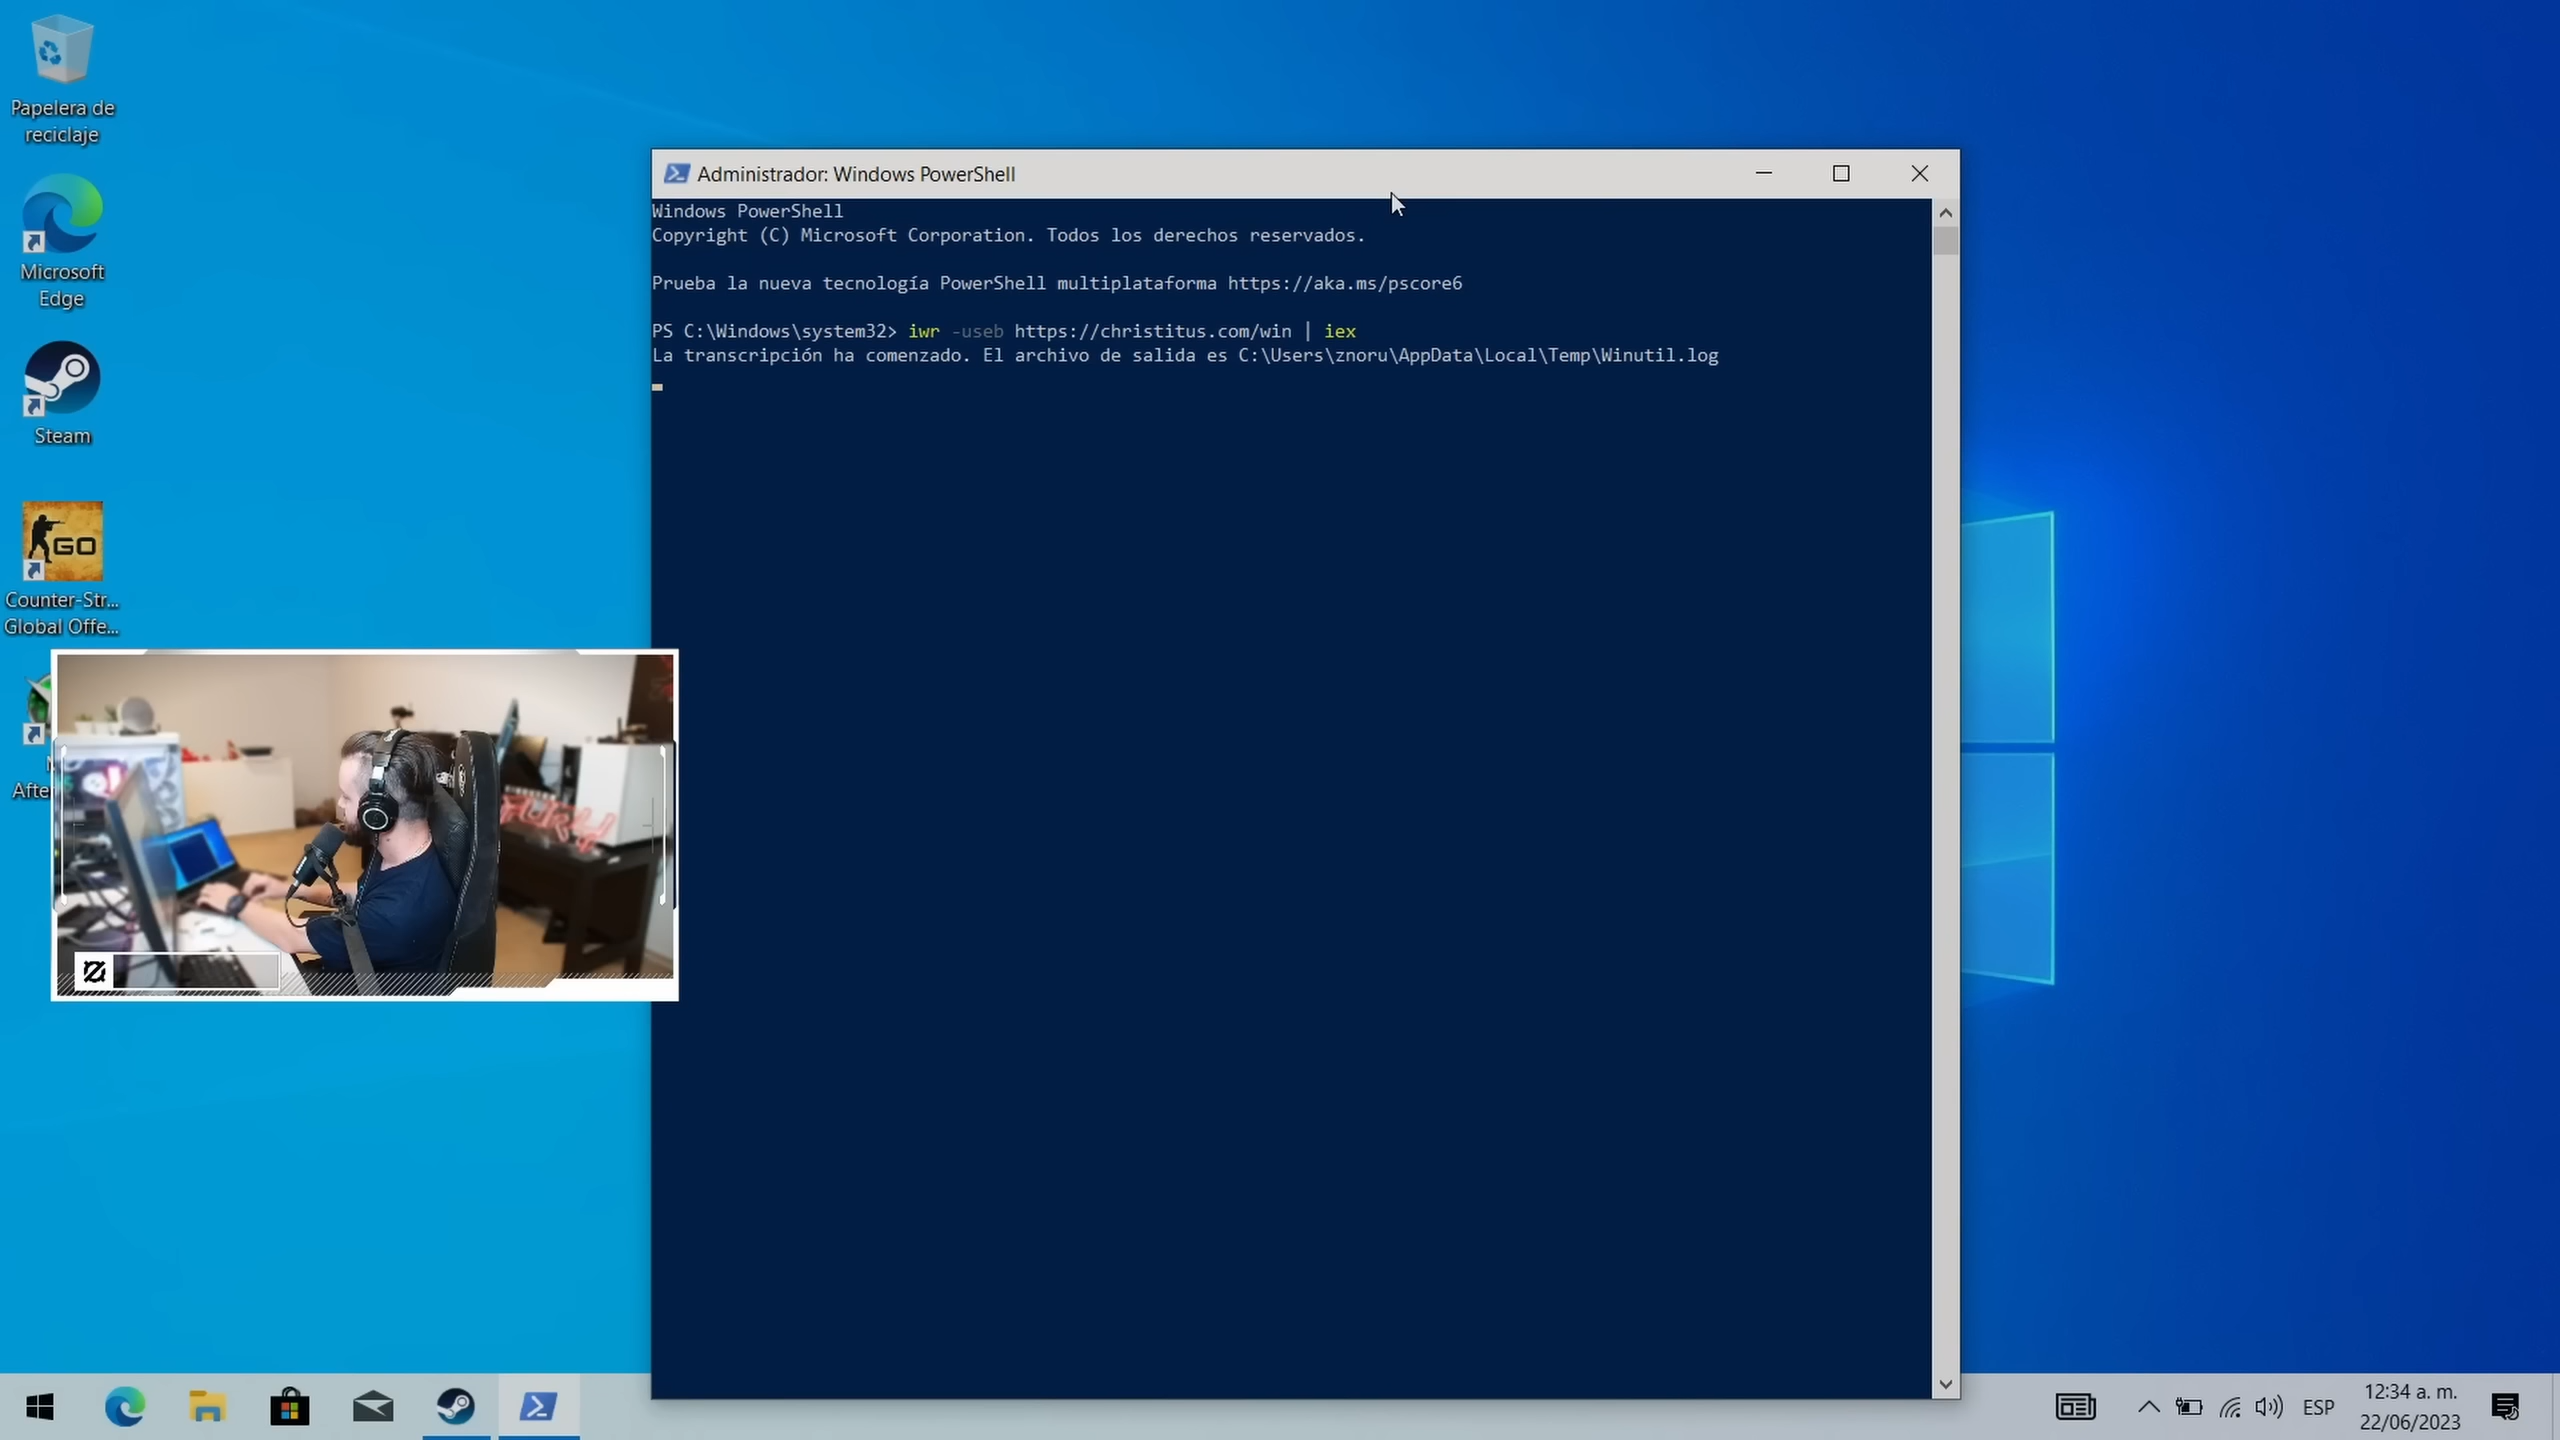 Papelera de
reciclaje
Microsoft
Edge
Steam
GO
Counter-Str...
Global Offe...
Afte
Administrador: Windows PowerShell
Windows PowerShell
Copyright (C) Microsoft Corporation. Todos los derechos reservados.
Prueba la nueva tecnología PowerShell multiplataforma https://aka.ms/pscore6
PS C:\Windows\system32> iwr -useb https://christitus.com/win | iex
La transcripción ha comenzado. El archivo de salida es C:\Users\znoru\AppData\Local\Temp\Winutil.log
ESP
12:34 a. m.
22/06/2023